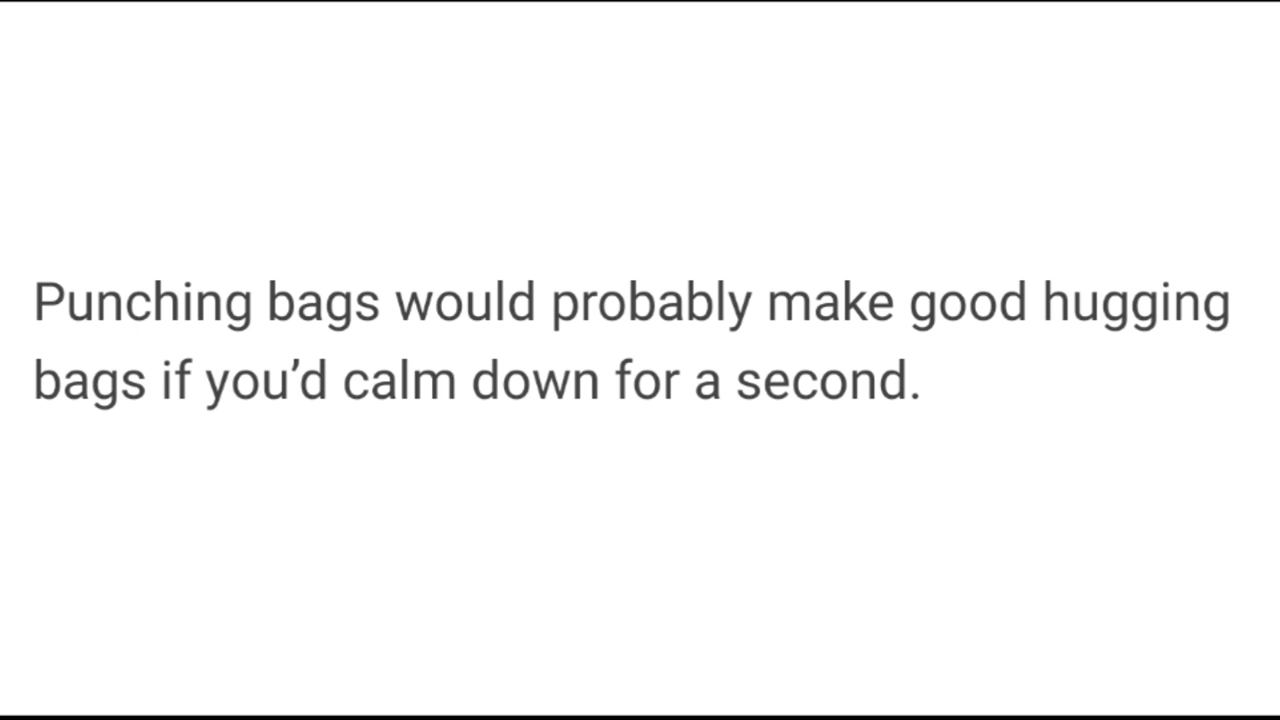 Punching bags would probably make good hugging
bags if you’d calm down for a second.